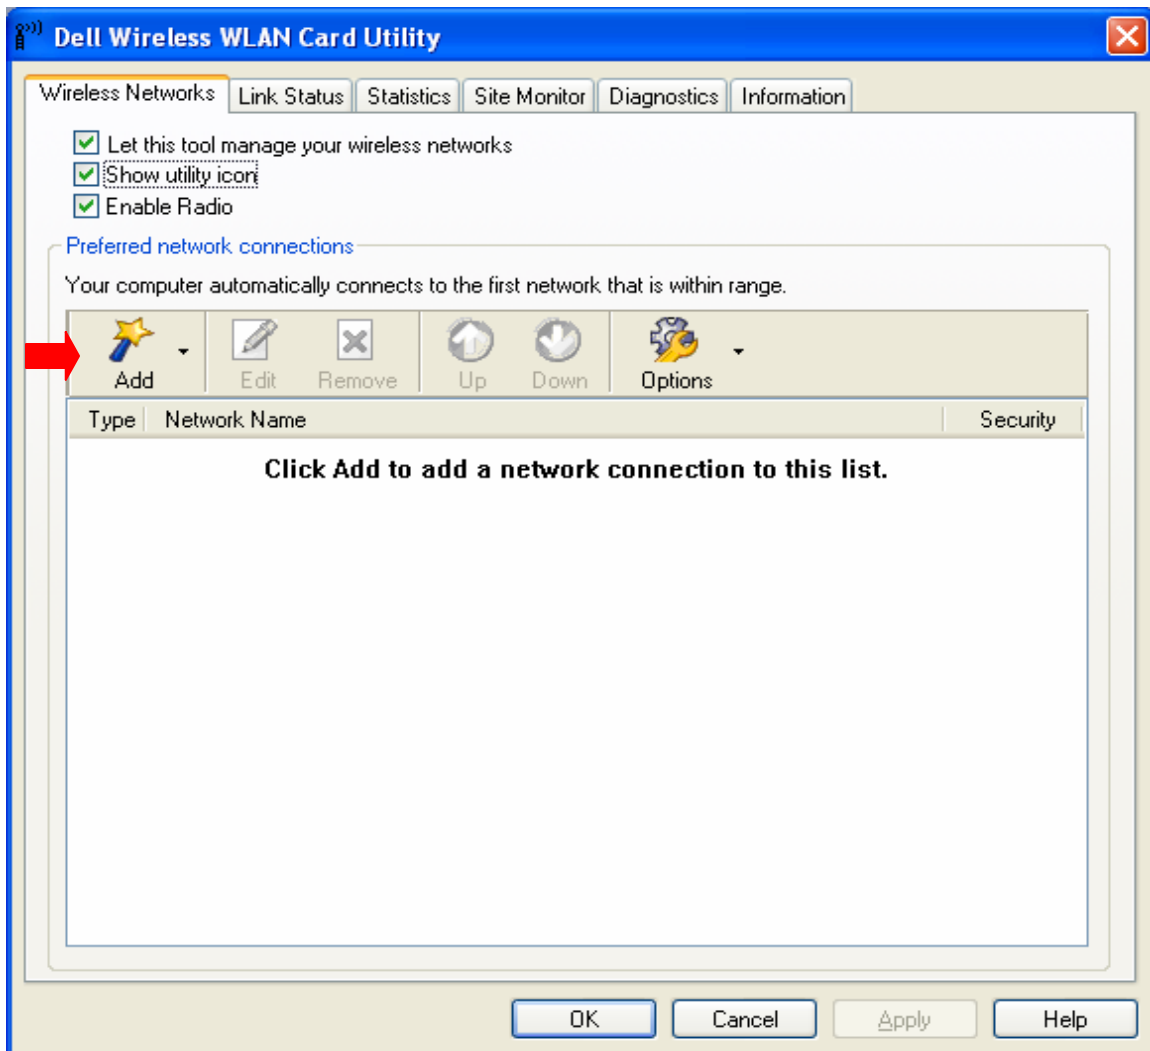 Dell Wireless WLAN Card Utility
Wireless Networks Link Status Statistics Site Monitor Diagnostics Information
Let this tool manage your wireless networks
Show utility icon
Enable Radio
Preferred network connections
Your computer automatically connects to the first network that is within range.
Add Edit Remove Up Down Options
Type Network Name Security
Click Add to add a network connection to this list.
OK Cancel Apply Help